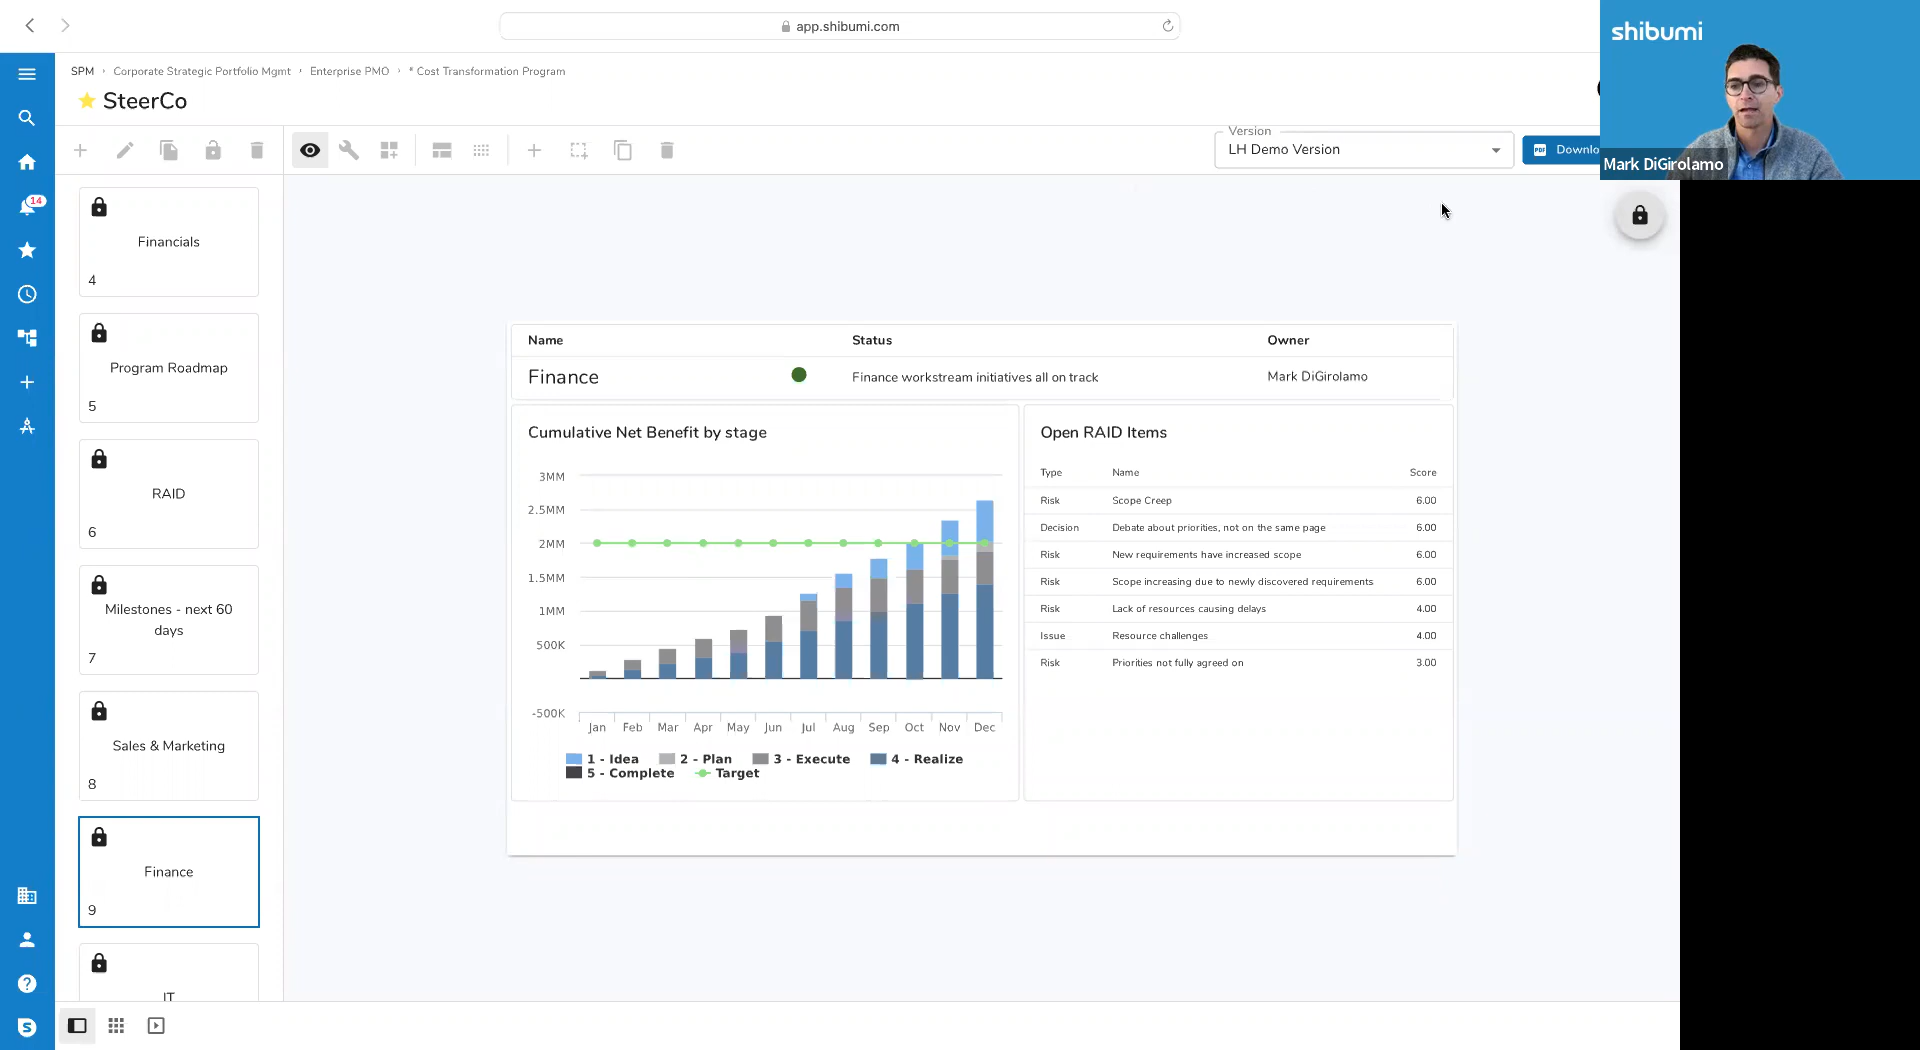 app.shibumi.com
shibumi
Mark DiGirolamo
SPM › Corporate Strategic Portfolio Mgmt › Enterprise PMO › * Cost Transformation Program
SteerCo
Version
LH Demo Version
PDF Downlo
14
Financials
4
Program Roadmap
5
RAID
6
Milestones - next 60
days
7
Sales & Marketing
8
Finance
9
IT
Name Status Owner
Finance Finance workstream initiatives all on track Mark DiGirolamo
Cumulative Net Benefit by stage
3MM
2.5MM
2MM
1.5MM
1MM
500K
-500K
Jan Feb Mar Apr May Jun Jul Aug Sep Oct Nov Dec
1 - Idea 2 - Plan 3 - Execute 4 - Realize
5 - Complete Target
Open RAID Items
Type Name Score
Risk Scope Creep 6.00
Decision Debate about priorities, not on the same page 6.00
Risk New requirements have increased scope 6.00
Risk Scope increasing due to newly discovered requirements 6.00
Risk Lack of resources causing delays 4.00
Issue Resource challenges 4.00
Risk Priorities not fully agreed on 3.00